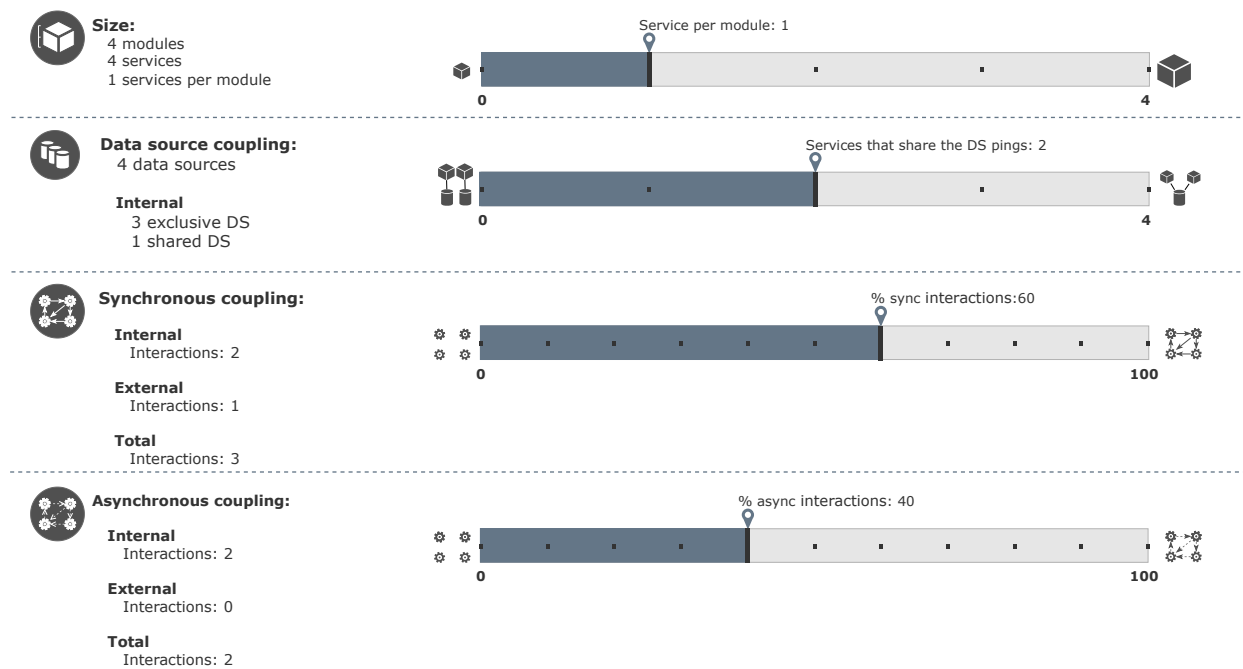 Size:
4 modules
4 services
1 services per module
Service per module: 1
0
4
Data source coupling:
4 data sources
Internal
3 exclusive DS
1 shared DS
Services that share the DS pings: 2
0
4
Synchronous coupling:
Internal
Interactions: 2
External
Interactions: 1
Total
Interactions: 3
% sync interactions:60
0
100
Asynchronous coupling:
Internal
Interactions: 2
External
Interactions: 0
Total
Interactions: 2
% async interactions: 40
0
100